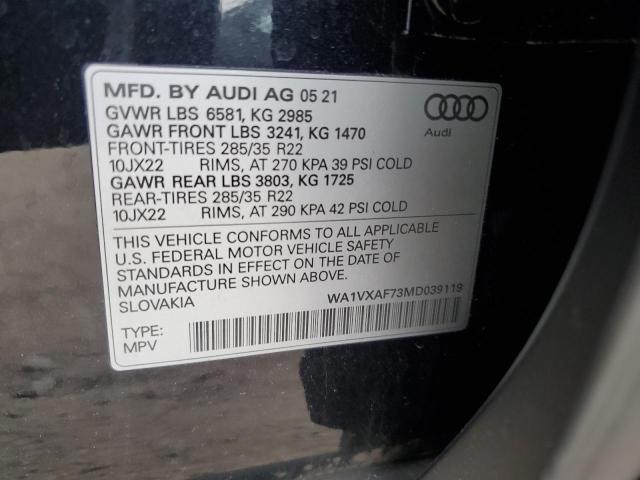 MFD. BY AUDI AG 05 21
GVWR LBS 6581, KG 2985
GAWR FRONT LBS 3241, KG 1470
FRONT-TIRES 285/35 R22
10JX22 RIMS, AT 270 KPA 39 PSI COLD
GAWR REAR LBS 3803, KG 1725
REAR-TIRES 285/35 R22
10JX22 RIMS, AT 290 KPA 42 PSI COLD
Audi
THIS VEHICLE CONFORMS TO ALL APPLICABLE
U.S. FEDERAL MOTOR VEHICLE SAFETY
STANDARDS IN EFFECT ON THE DATE OF
MANUFACTURE SHOWN ABOVE.
SLOVAKIA
WA1VXAF73MD039119
TYPE:
MPV